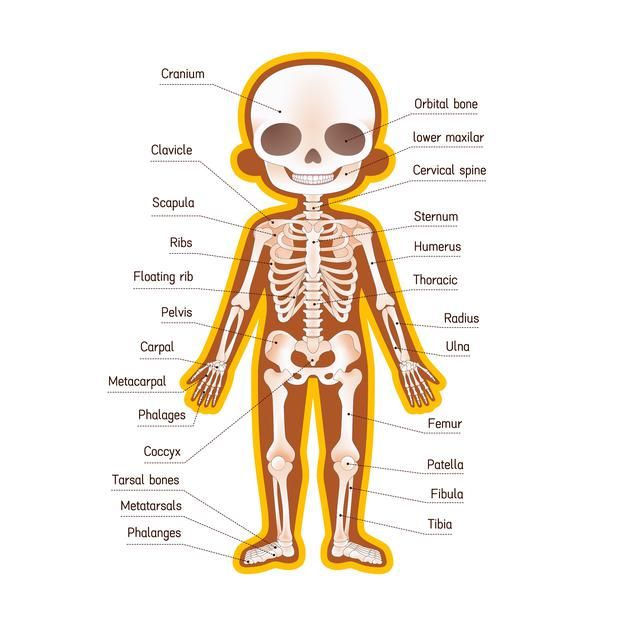 Cranium
Clavicle
Scapula
Ribs
Floating rib
Pelvis
Carpal
Metacarpal
Phalages
Coccyx
Tarsal bones
Metatarsals
Phalanges
Orbital bone
lower maxilar
Cervical spine
Sternum
Humerus
Thoracic
Radius
Ulna
Femur
Patella
Fibula
Tibia